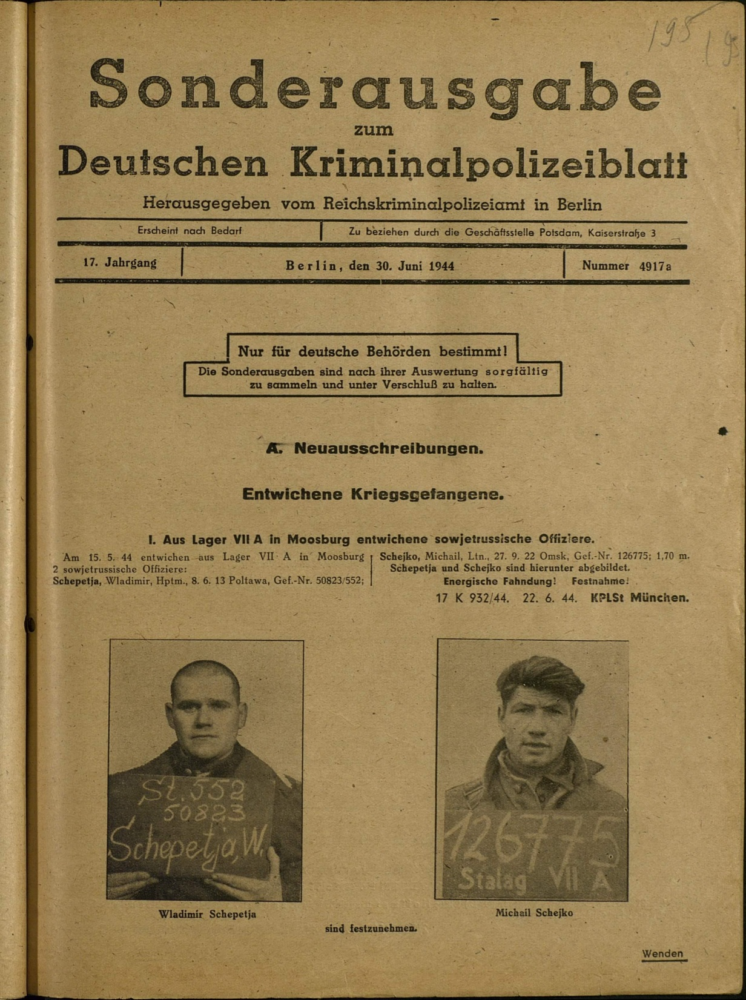 195
Sonderausgabe
zum
Deutschen Kriminalpolizeiblatt
Herausgegeben vom Reichskriminalpolizeiamt in Berlin
Erscheint nach Bedarf
Zu beziehen durch die Geschäftsstelle Potsdam, Kaiserstraße 3
17. Jahrgang
Berlin, den 30. Juni 1944
Nummer 4917a
Nur für deutsche Behörden bestimmt!
Die Sonderausgaben sind nach ihrer Auswertung sorgfältig
zu sammeln und unter Verschluß zu halten.
A. Neuausschreibungen.
Entwichene Kriegsgefangene.
I. Aus Lager VII A in Moosburg entwichene sowjetrussische Offiziere.
Am 15. 5. 44 entwichen aus Lager VII A in Moosburg
2 sowjetrussische Offiziere:
Schepetja, Wladimir, Hptm., 8. 6. 13 Poltawa, Gef.-Nr. 50823/552;
Schejko, Michail, Ltn., 27. 9. 22 Omsk, Gef.-Nr. 126775; 1,70 m.
Schepetja und Schejko sind hierunter abgebildet.
Energische Fahndung! Festnahme!
17 K 932/44. 22. 6. 44. KPLSt München.
St. 552
50823
Schepetja, W.
126775
Stalag VII A
Wladimir Schepetja
Michail Schejko
sind festzunehmen.
Wenden